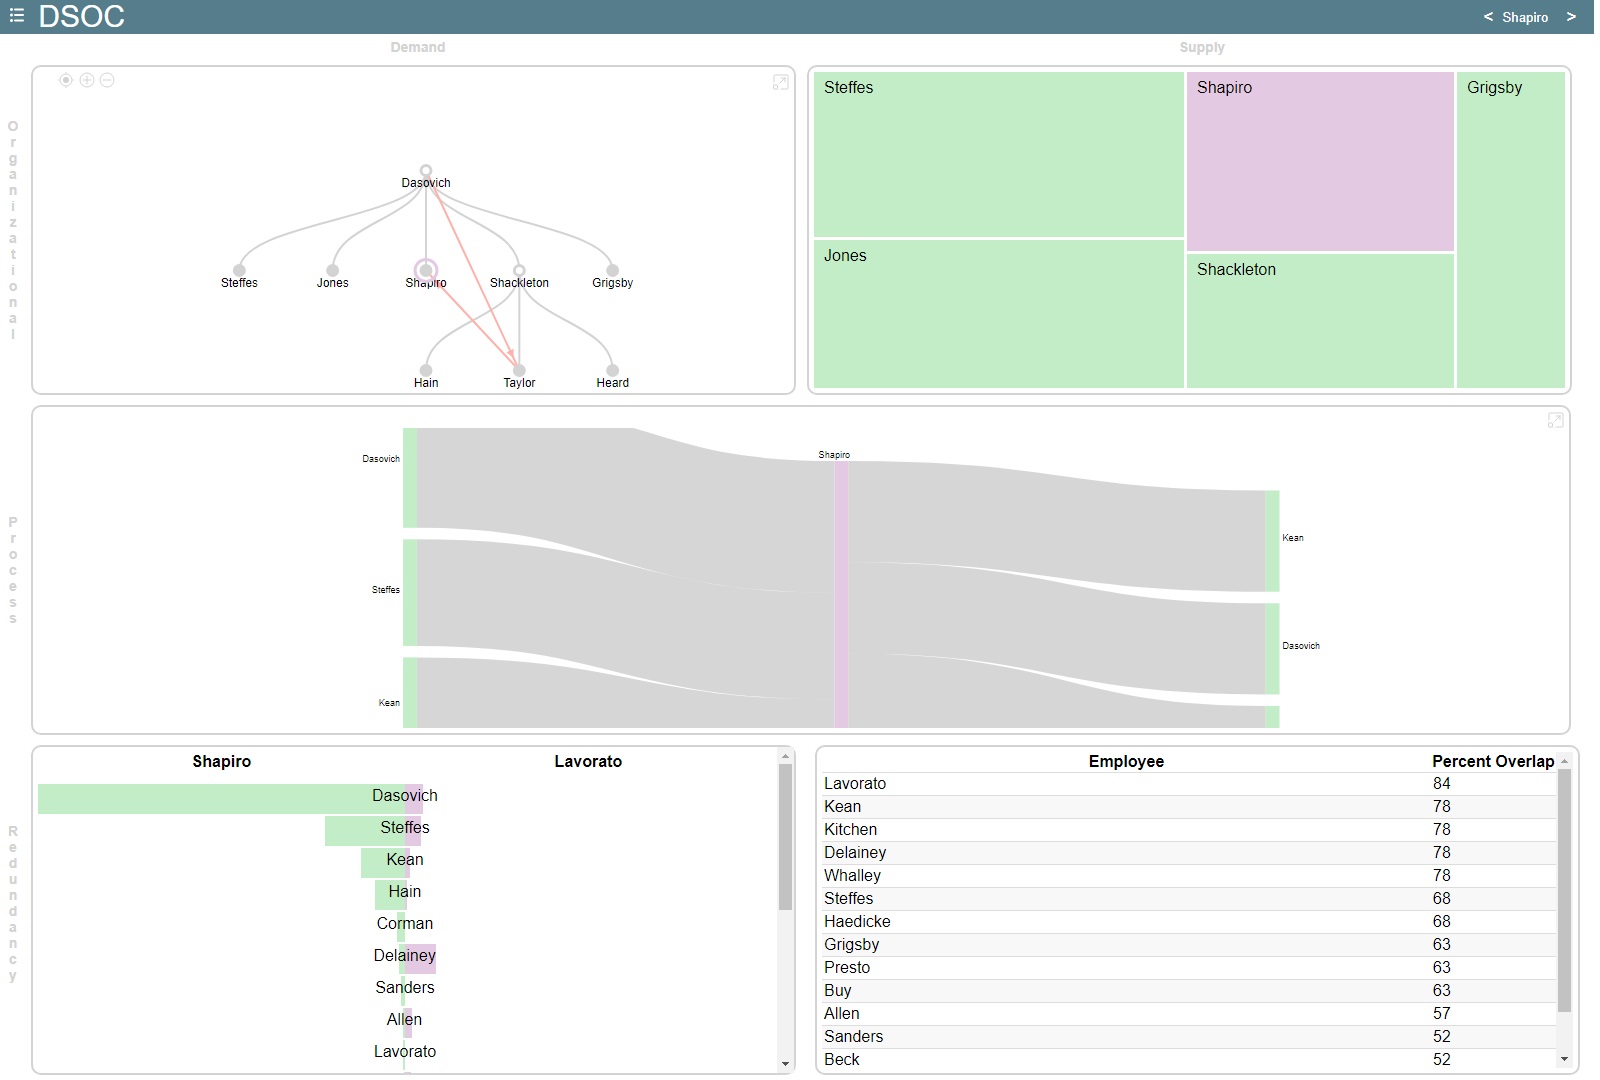 DSOC
< Shapiro >
Demand
Supply
Organizational
Dasovich
Steffes
Jones
Shapiro
Shackleton
Grigsby
Hain
Taylor
Heard
Steffes
Shapiro
Grigsby
Jones
Shackleton
Process
Dasovich
Steffes
Kean
Shapiro
Kean
Dasovich
Redundancy
Shapiro Lavorato
Dasovich
Steffes
Kean
Hain
Corman
Delainey
Sanders
Allen
Lavorato
Employee Percent Overlap
Lavorato 84
Kean 78
Kitchen 78
Delainey 78
Whalley 78
Steffes 68
Haedicke 68
Grigsby 63
Presto 63
Buy 63
Allen 57
Sanders 52
Beck 52